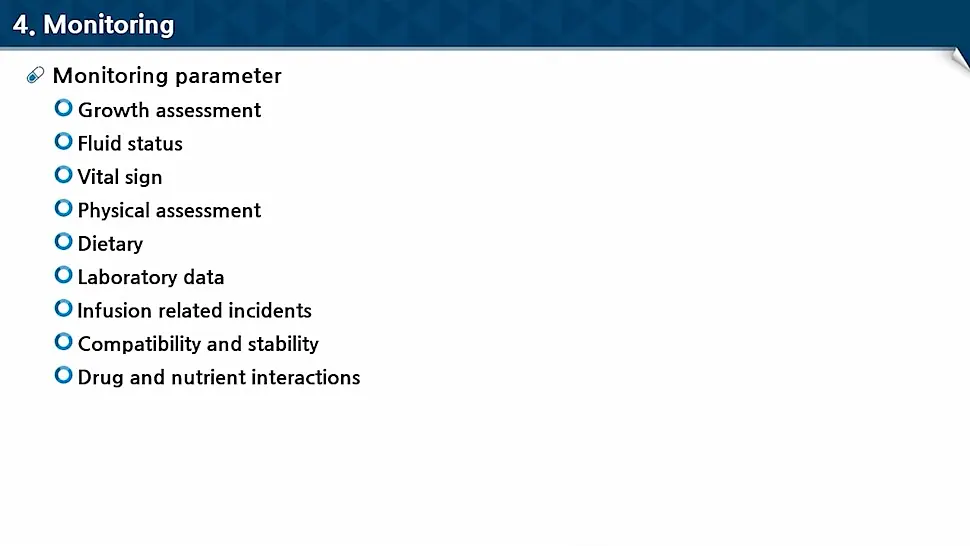 4. Monitoring
Monitoring parameter
Growth assessment
Fluid status
Vital sign
Physical assessment
Dietary
Laboratory data
Infusion related incidents
Compatibility and stability
Drug and nutrient interactions